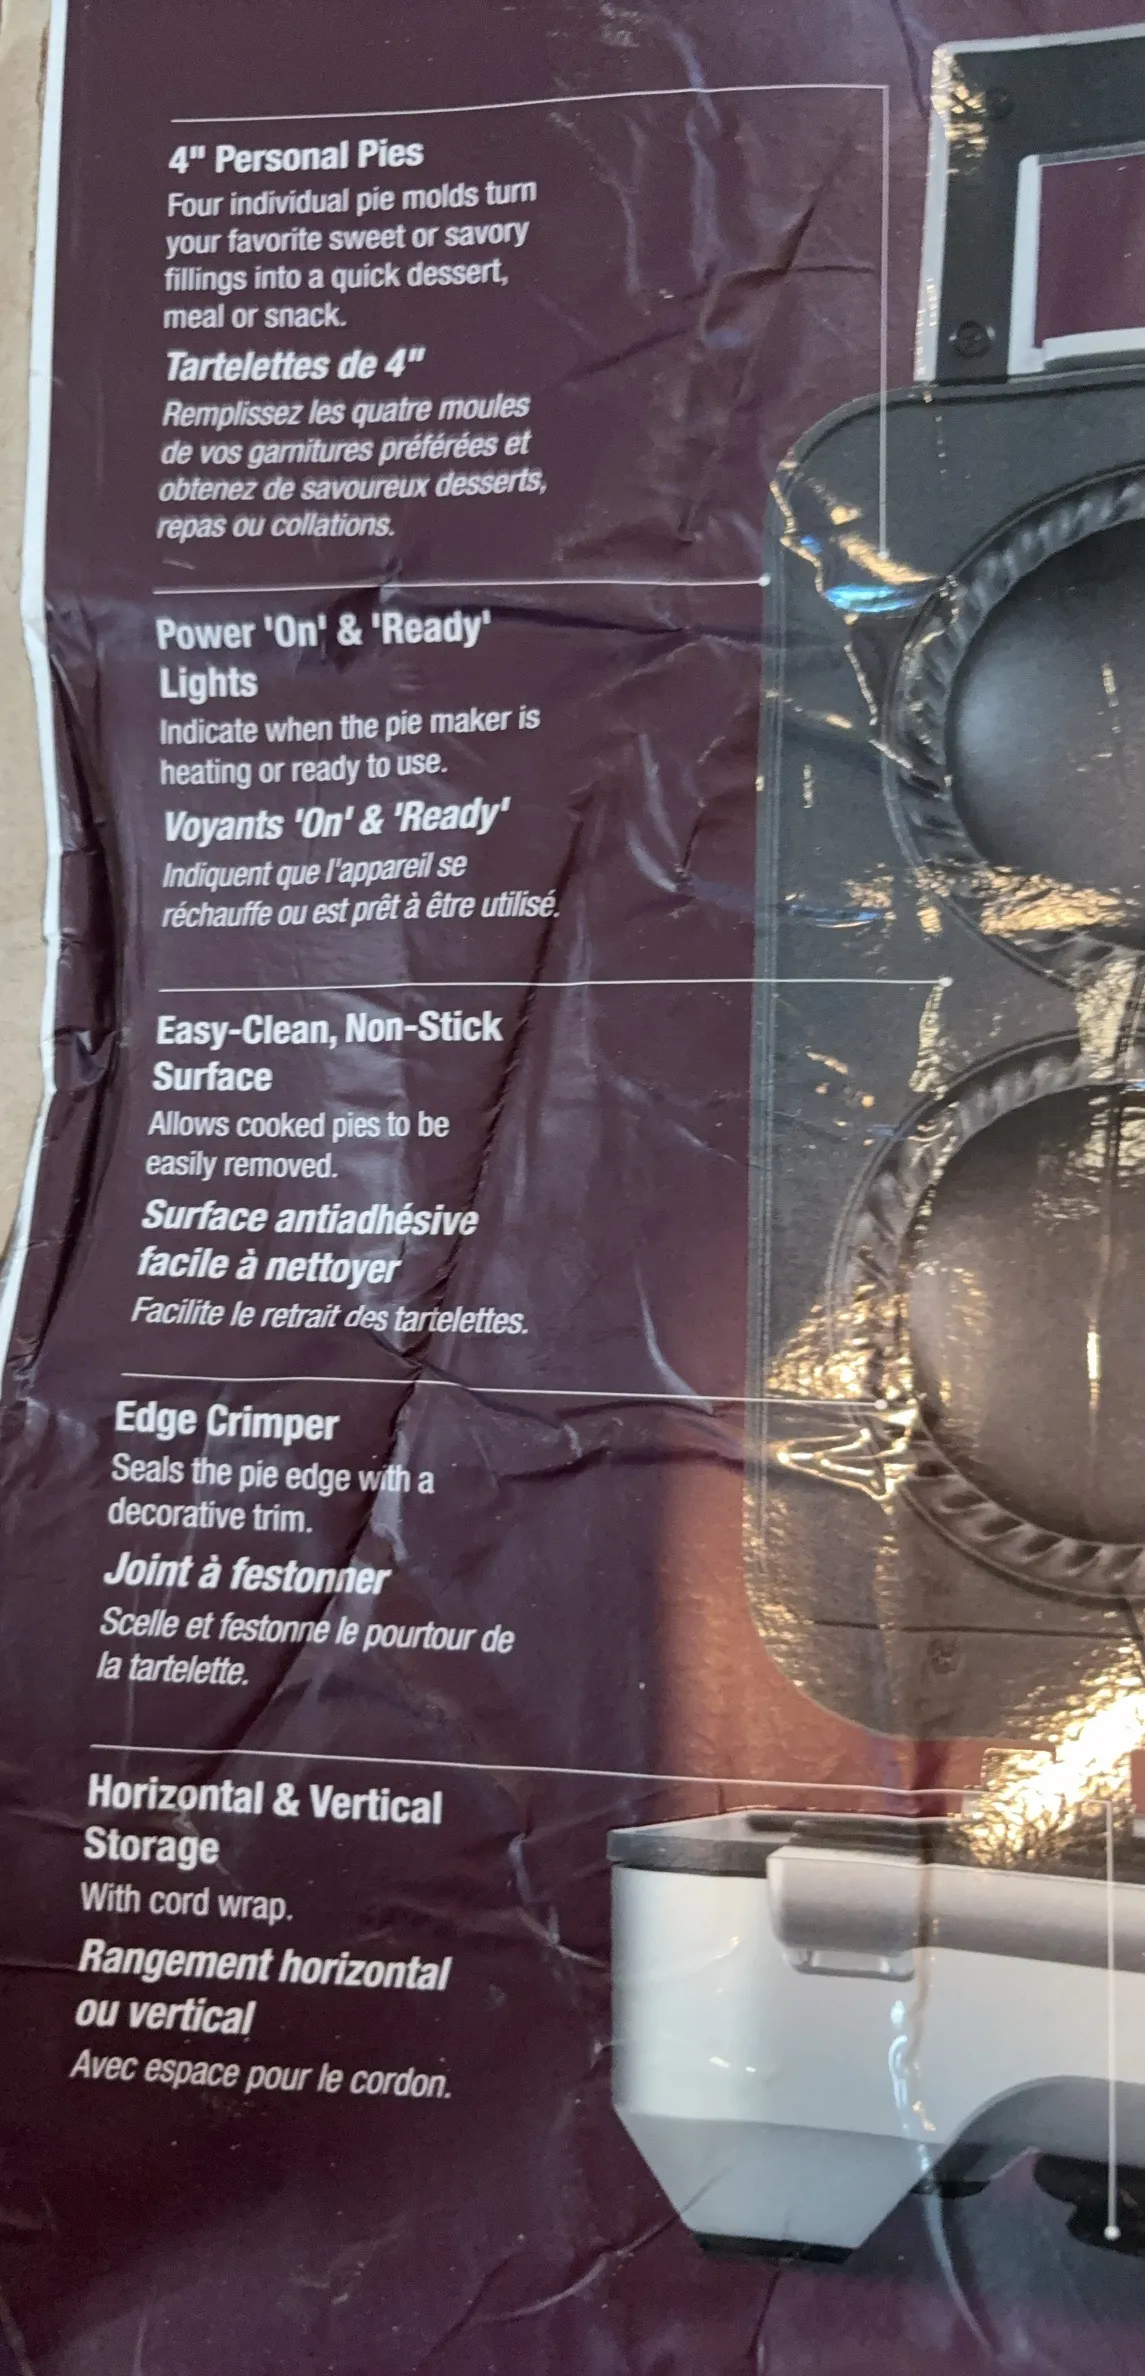 4" Personal Pies
Four individual pie molds turn
your favorite sweet or savory
fillings into a quick dessert,
meal or snack.
Tartelettes de 4"
Remplissez les quatre moules
de vos garnitures préférées et
obtenez de savoureux desserts,
repas ou collations.
Power 'On' & 'Ready'
Lights
Indicate when the pie maker is
heating or ready to use.
Voyants 'On' & 'Ready'
Indiquent que l'appareil se
réchauffe ou est prêt à être utilisé.
Easy-Clean, Non-Stick
Surface
Allows cooked pies to be
easily removed.
Surface antiadhésive
facile à nettoyer
Facilite le retrait des tartelettes.
Edge Crimper
Seals the pie edge with a
decorative trim.
Joint à festonner
Scelle et festonne le pourtour de
la tartelette.
Horizontal & Vertical
Storage
With cord wrap.
Rangement horizontal
ou vertical
Avec espace pour le cordon.